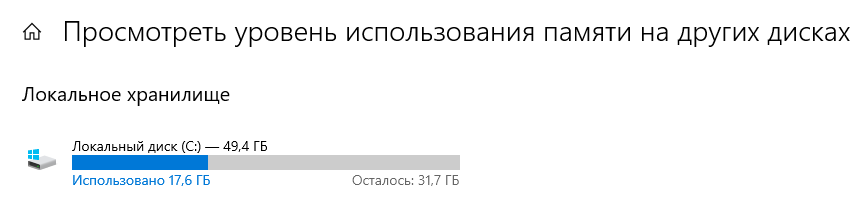 Просмотреть уровень использования памяти на других дисках
Локальное хранилище
Локальный диск (C:) — 49,4 ГБ
Использовано 17,6 ГБ
Осталось: 31,7 ГБ